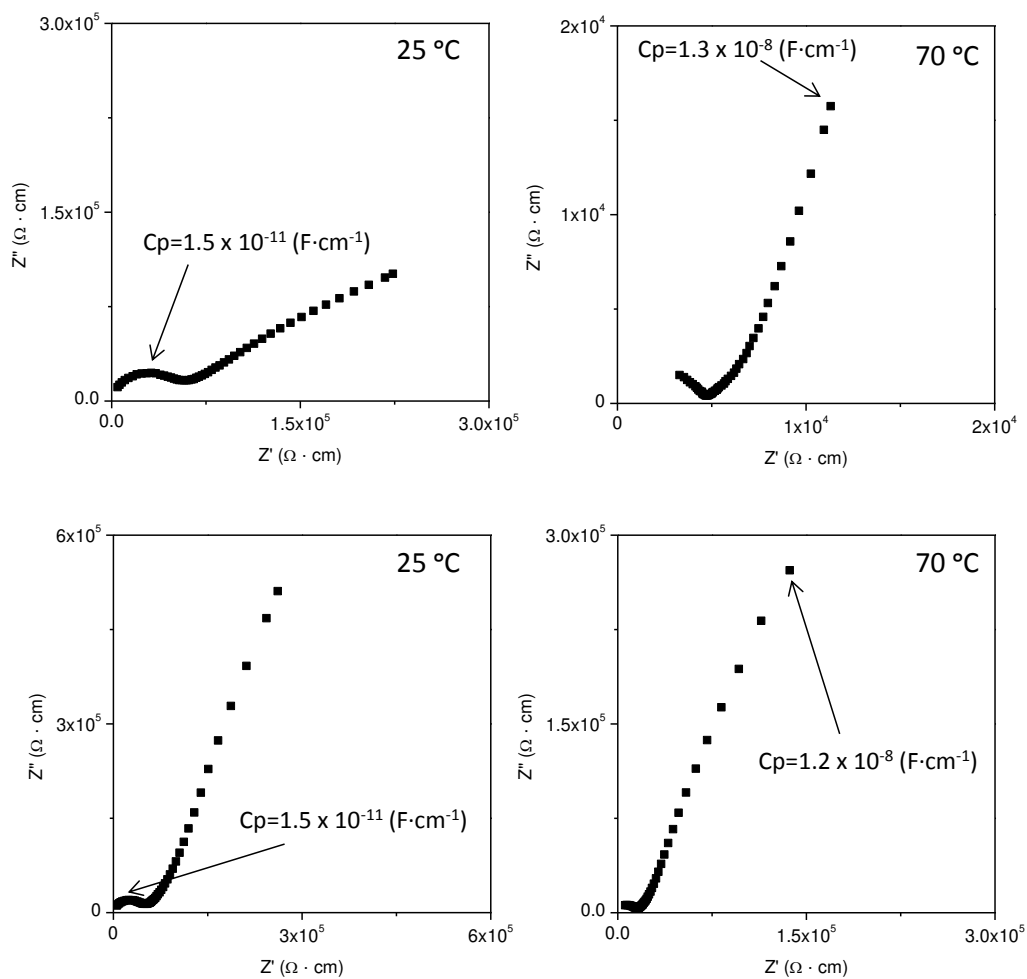 3.0x10⁵
25 °C
Z'' (Ω · cm)
1.5x10⁵
Cp=1.5 x 10⁻¹¹ (F·cm⁻¹)
0.0
0.0
1.5x10⁵
3.0x10⁵
Z' (Ω · cm)
2x10⁴
Cp=1.3 x 10⁻⁸ (F·cm⁻¹)
70 °C
Z'' (Ω · cm)
1x10⁴
0
0
1x10⁴
2x10⁴
Z' (Ω · cm)
6x10⁵
25 °C
Z'' (Ω · cm)
3x10⁵
Cp=1.5 x 10⁻¹¹ (F·cm⁻¹)
0
0.0
3x10⁵
6x10⁵
Z' (Ω · cm)
3.0x10⁵
70 °C
Z'' (Ω · cm)
1.5x10⁵
Cp=1.2 x 10⁻⁸ (F·cm⁻¹)
0
0.0
1.5x10⁵
3.0x10⁵
Z' (Ω · cm)